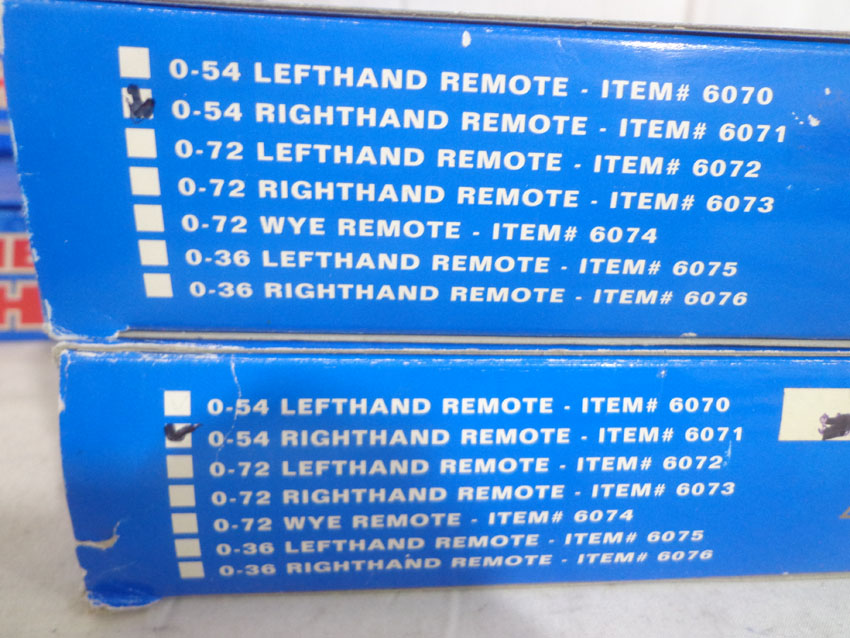 0-54 LEFTHAND REMOTE - ITEM# 6070
0-54 RIGHTHAND REMOTE - ITEM# 6071
0-72 LEFTHAND REMOTE - ITEM# 6072
0-72 RIGHTHAND REMOTE - ITEM# 6073
0-72 WYE REMOTE - ITEM# 6074
0-36 LEFTHAND REMOTE - ITEM# 6075
0-36 RIGHTHAND REMOTE - ITEM# 6076
0-54 LEFTHAND REMOTE - ITEM# 6070
0-54 RIGHTHAND REMOTE - ITEM# 6071
0-72 LEFTHAND REMOTE - ITEM# 6072
0-72 RIGHTHAND REMOTE - ITEM# 6073
0-72 WYE REMOTE - ITEM# 6074
0-36 LEFTHAND REMOTE - ITEM# 6075
0-36 RIGHTHAND REMOTE - ITEM# 6076